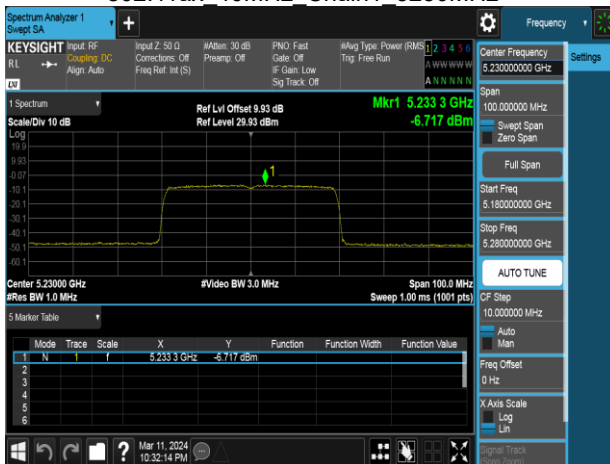 Spectrum Analyzer 1
Swept SA
+
Frequency
KEYSIGHT
RL
Input: RF
Coupling: DC
Align: Auto
Input Z: 50 Ω
Corrections: Off
Freq Ref: Int (S)
#Atten: 30 dB
Preamp: Off
PNO: Fast
Gate: Off
IF Gain: Low
Sig Track: Off
#Avg Type: Power (RMS
Trig: Free Run
1 2 3 4 5 6
A W W W W W
A N N N N N
LXI
1 Spectrum
Scale/Div 10 dB
Ref Lvl Offset 9.93 dB
Ref Level 29.93 dBm
Mkr1 5.233 3 GHz
-6.717 dBm
Log
19.9
9.93
-0.07
-10.1
-20.1
-30.1
-40.1
-50.1
-60.1
1
Center 5.23000 GHz
#Res BW 1.0 MHz
#Video BW 3.0 MHz
Span 100.0 MHz
Sweep 1.00 ms (1001 pts)
5 Marker Table
Mode Trace Scale X Y Function Function Width Function Value
1 N 1 f 5.233 3 GHz -6.717 dBm
2
3
4
5
6
Mar 11, 2024
10:32:14 PM
?
Settings
Center Frequency
5.230000000 GHz
Span
100.000000 MHz
Swept Span
Zero Span
Full Span
Start Freq
5.180000000 GHz
Stop Freq
5.280000000 GHz
AUTO TUNE
CF Step
10.000000 MHz
Auto
Man
Freq Offset
0 Hz
X Axis Scale
Log
Lin
Signal Track
(Span Zoom)